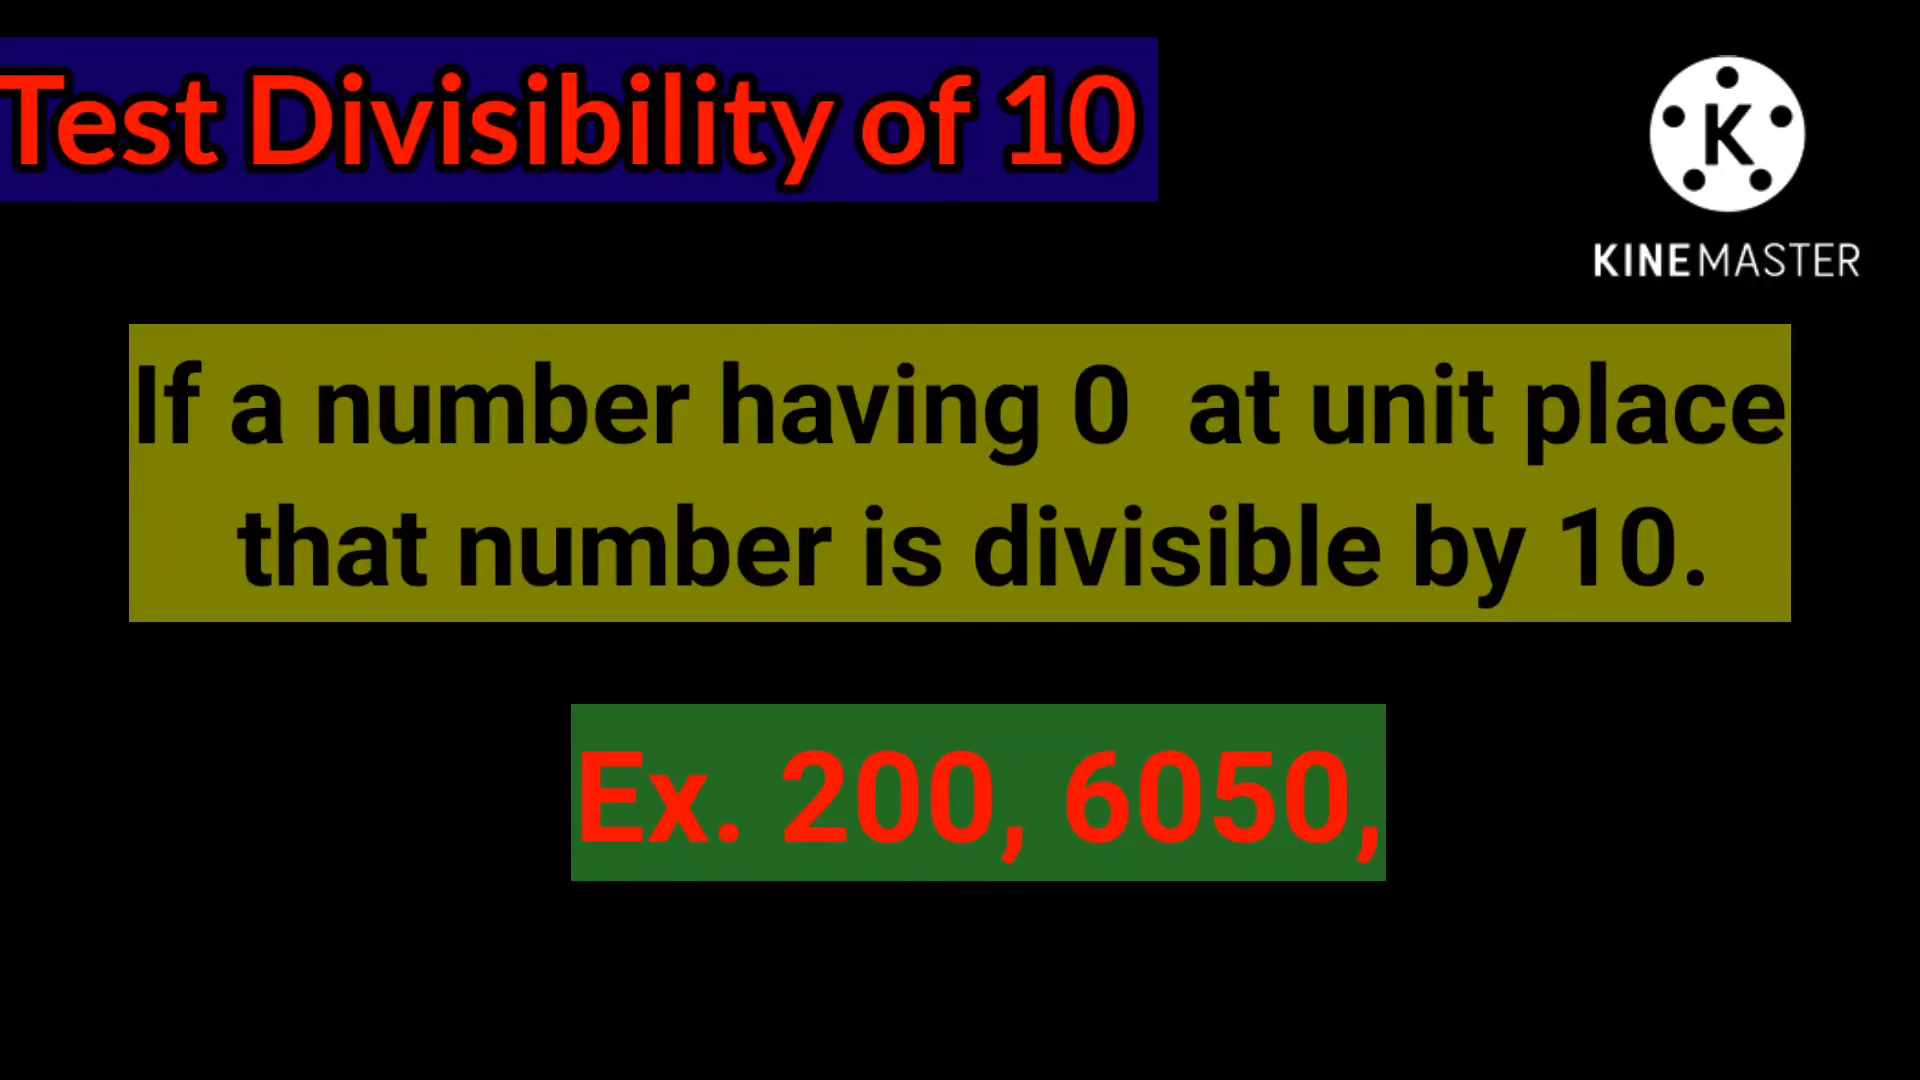 Test Divisibility of 10
K
KINEMASTER
If a number having 0 at unit place
that number is divisible by 10.
Ex. 200, 6050,